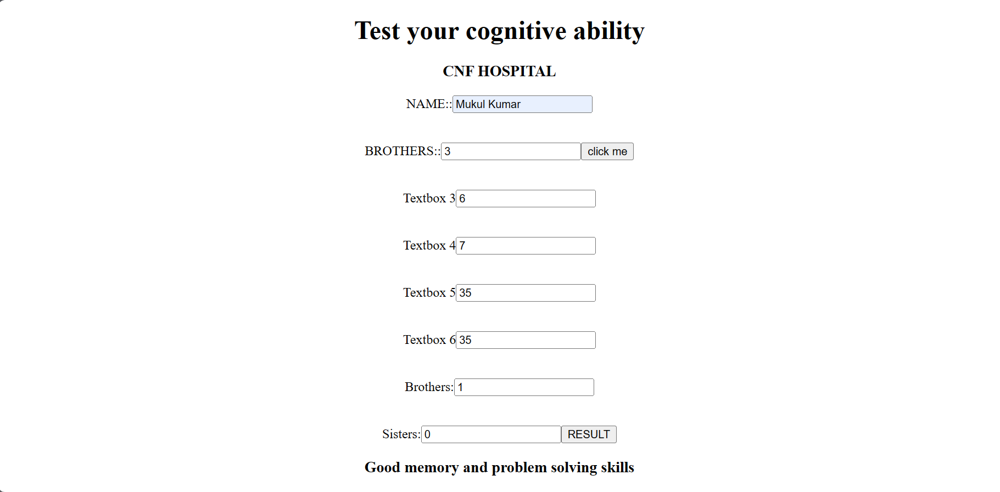 Test your cognitive ability
CNF HOSPITAL
NAME::Mukul Kumar
BROTHERS::3 click me
Textbox 3 6
Textbox 4 7
Textbox 5 35
Textbox 6 35
Brothers:1
Sisters:0 RESULT
Good memory and problem solving skills